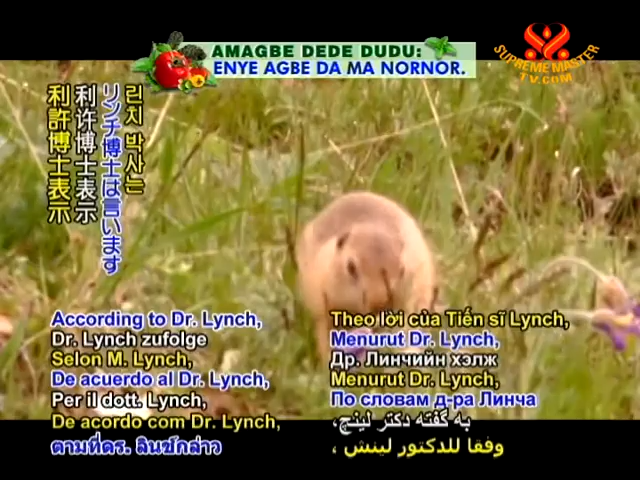 AMAGBE DEDE DUDU:
ENYE AGBE DA MA NORNOR.
SUPREME MASTER
TV.COM
린치 박사는
リンチ博士は言います
利许博士表示
利許博士表示
According to Dr. Lynch,
Dr. Lynch zufolge
Selon M. Lynch,
De acuerdo al Dr. Lynch,
Per il dott. Lynch,
De acordo com Dr. Lynch,
ตามที่ดร. ลินช์กล่าว
Theo lời của Tiến sĩ Lynch,
Menurut Dr. Lynch,
Др. Линчийн хэлж
Menurut Dr. Lynch,
По словам д-ра Линча
به گفته دکتر لینچ،
وفقا للدكتور لينش ،